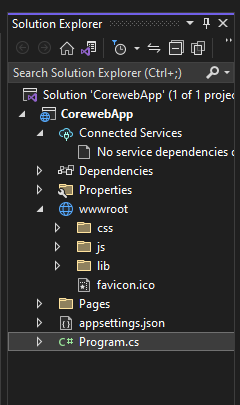 Solution Explorer
Search Solution Explorer (Ctrl+;)
Solution 'CorewebApp' (1 of 1 projec
CorewebApp
Connected Services
No service dependencies
Dependencies
Properties
wwwroot
css
js
lib
favicon.ico
Pages
appsettings.json
C# Program.cs